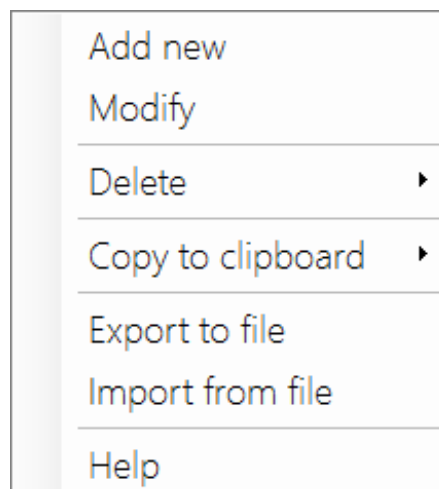 Add new
Modify
Delete
Copy to clipboard
Export to file
Import from file
Help